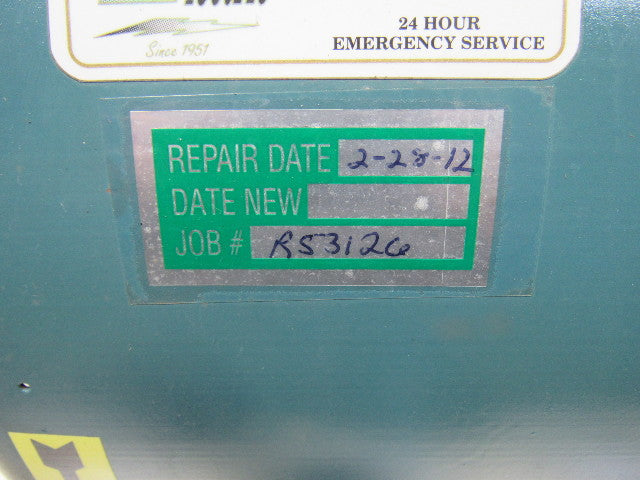 Since 1951
24 HOUR
EMERGENCY SERVICE
REPAIR DATE 2-28-12
DATE NEW
JOB # R53126